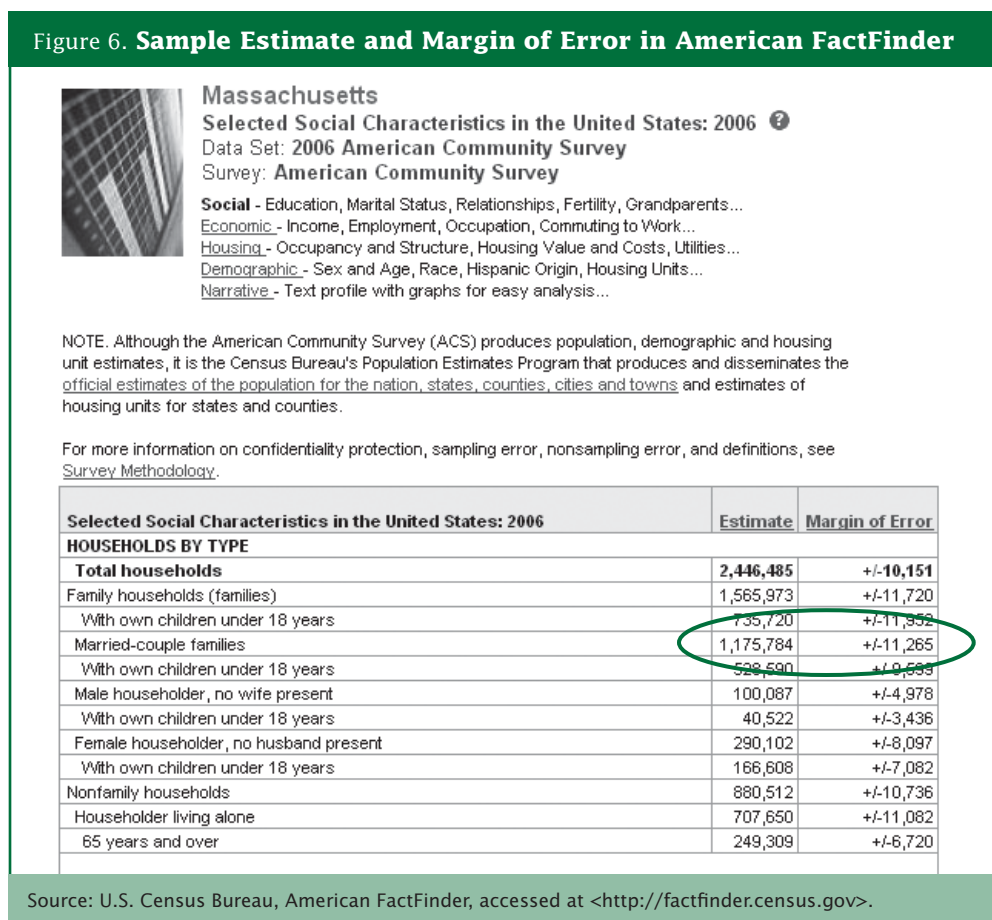 Figure 6. Sample Estimate and Margin of Error in American FactFinder
Massachusetts
Selected Social Characteristics in the United States: 2006 ?
Data Set: 2006 American Community Survey
Survey: American Community Survey
Social - Education, Marital Status, Relationships, Fertility, Grandparents...
Economic - Income, Employment, Occupation, Commuting to Work...
Housing - Occupancy and Structure, Housing Value and Costs, Utilities...
Demographic - Sex and Age, Race, Hispanic Origin, Housing Units...
Narrative - Text profile with graphs for easy analysis...
NOTE. Although the American Community Survey (ACS) produces population, demographic and housing
unit estimates, it is the Census Bureau's Population Estimates Program that produces and disseminates the
official estimates of the population for the nation, states, counties, cities and towns and estimates of
housing units for states and counties.
For more information on confidentiality protection, sampling error, nonsampling error, and definitions, see
Survey Methodology.
Selected Social Characteristics in the United States: 2006 Estimate Margin of Error
HOUSEHOLDS BY TYPE
Total households 2,446,485 +/-10,151
Family households (families) 1,565,973 +/-11,720
With own children under 18 years 735,720 +/-11,952
Married-couple families 1,175,784 +/-11,265
With own children under 18 years 528,590 +/-9,599
Male householder, no wife present 100,087 +/-4,978
With own children under 18 years 40,522 +/-3,436
Female householder, no husband present 290,102 +/-8,097
With own children under 18 years 166,608 +/-7,082
Nonfamily households 880,512 +/-10,736
Householder living alone 707,650 +/-11,082
65 years and over 249,309 +/-6,720
Source: U.S. Census Bureau, American FactFinder, accessed at <http://factfinder.census.gov>.